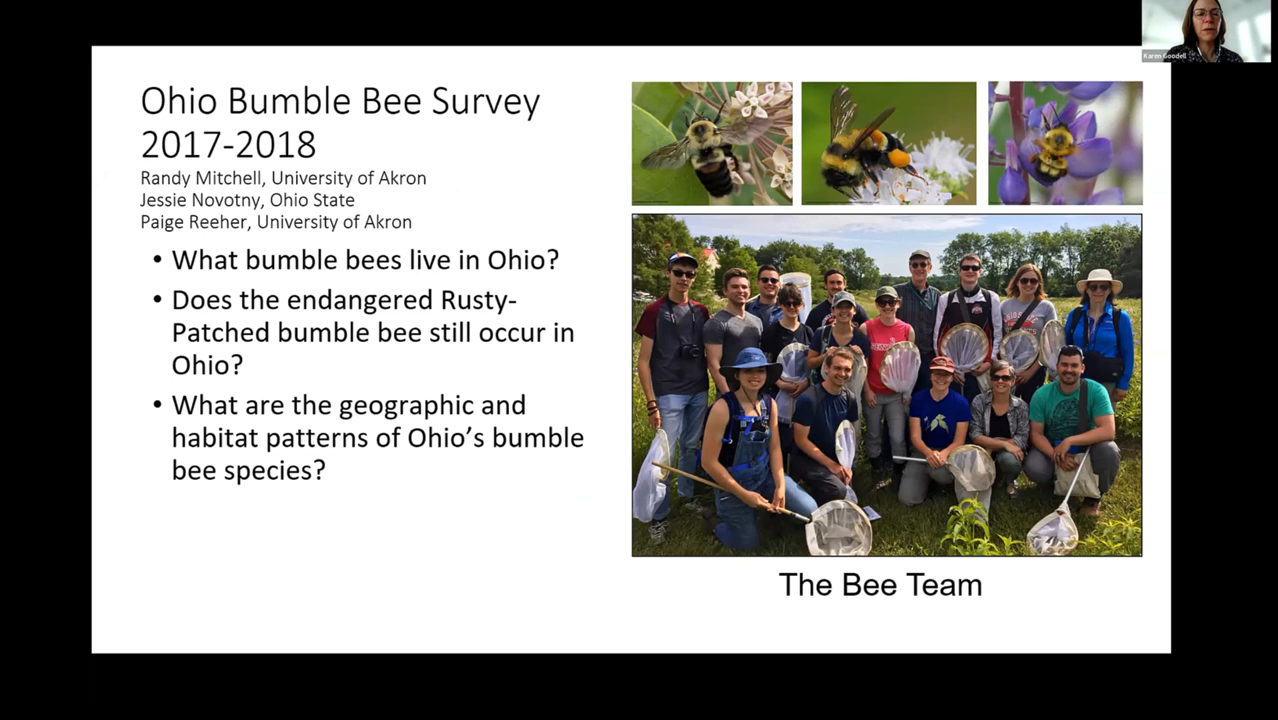 Karen Goodell
Ohio Bumble Bee Survey
2017-2018
Randy Mitchell, University of Akron
Jessie Novotny, Ohio State
Paige Reeher, University of Akron
• What bumble bees live in Ohio?
• Does the endangered Rusty-
Patched bumble bee still occur in
Ohio?
• What are the geographic and
habitat patterns of Ohio's bumble
bee species?
The Bee Team